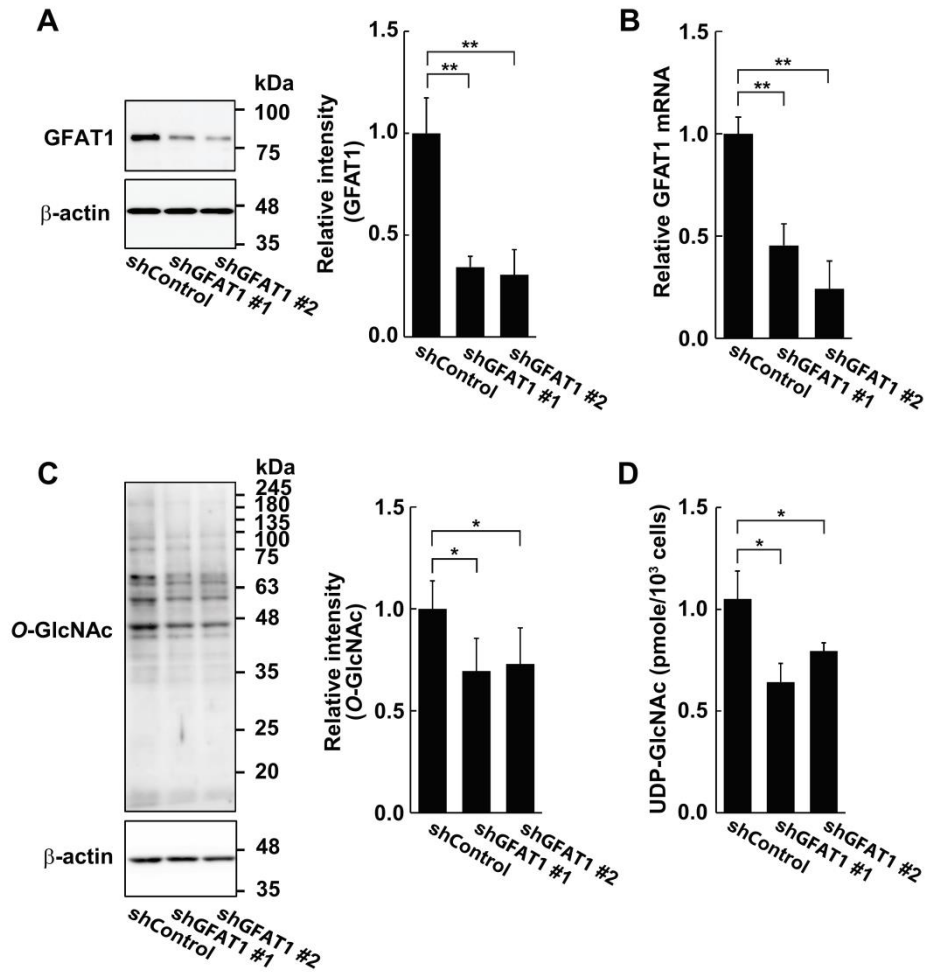 A
kDa
100
75
GFAT1
48
35
β-actin
shControl
shGFAT1 #1
shGFAT1 #2
Relative intensity
(GFAT1)
1.5
1.0
0.5
0.0
**
**
shControl
shGFAT1 #1
shGFAT1 #2
B
Relative GFAT1 mRNA
1.5
1.0
0.5
0.0
**
**
shControl
shGFAT1 #1
shGFAT1 #2
C
kDa
245
180
135
100
75
63
48
35
25
20
O-GlcNAc
48
35
β-actin
shControl
shGFAT1 #1
shGFAT1 #2
Relative intensity
(O-GlcNAc)
1.5
1.0
0.5
0.0
*
*
shControl
shGFAT1 #1
shGFAT1 #2
D
UDP-GlcNAc (pmole/10³ cells)
1.5
1.0
0.5
0.0
*
*
shControl
shGFAT1 #1
shGFAT1 #2